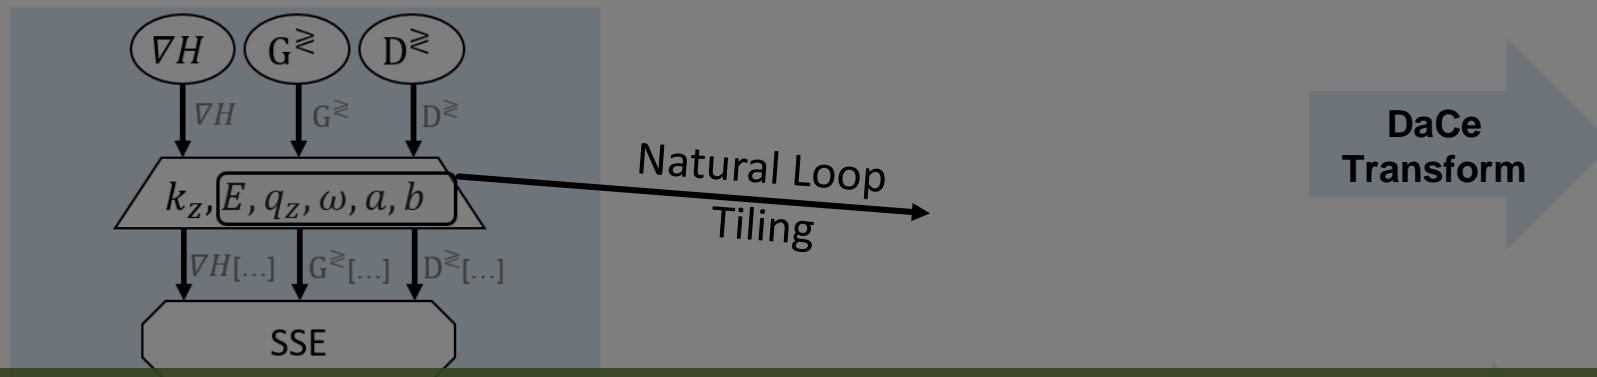 ∇H G≷ D≷
∇H G≷ D≷
k_z, E, q_z, ω, a, b
∇H[…] G≷[…] D≷[…]
SSE
Natural Loop
Tiling
DaCe
Transform